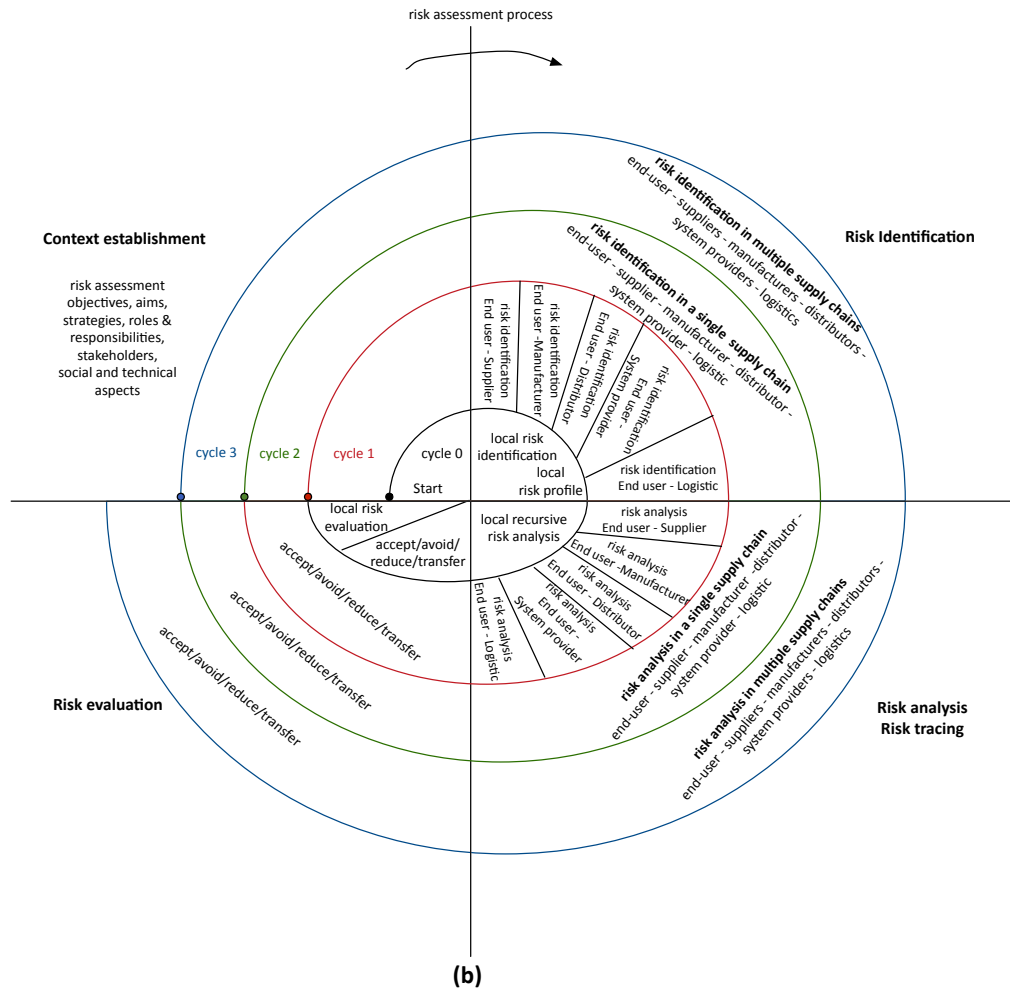 risk assessment process
Context establishment
risk assessment
objectives, aims,
strategies, roles &
responsibilities,
stakeholders,
social and technical
aspects
Risk Identification
risk identification in multiple supply chains
end-user - suppliers - manufacturers - distributors -
system providers - logistics
risk identification in a single supply chain
end-user - supplier - manufacturer - distributor -
system provider - logistic
risk identification
End user - Supplier
risk identification
End user -Manufacturer
risk identification
End user - Distributor
risk identification
End user -
System provider
risk identification
End user - Logistic
cycle 3
cycle 2
cycle 1
cycle 0
Start
local risk
identification
local
risk profile
local risk
evaluation
accept/avoid/
reduce/transfer
local recursive
risk analysis
risk analysis
End user - Supplier
risk analysis
End user -Manufacturer
risk analysis
End user - Distributor
risk analysis
End user -
System provider
risk analysis
End user - Logistic
risk analysis in a single supply chain
end-user - supplier - manufacturer -distributor -
system provider - logistic
risk analysis in multiple supply chains
end-user - suppliers - manufacturers - distributors -
system providers - logistics
accept/avoid/reduce/transfer
accept/avoid/reduce/transfer
accept/avoid/reduce/transfer
Risk evaluation
Risk analysis
Risk tracing
(b)